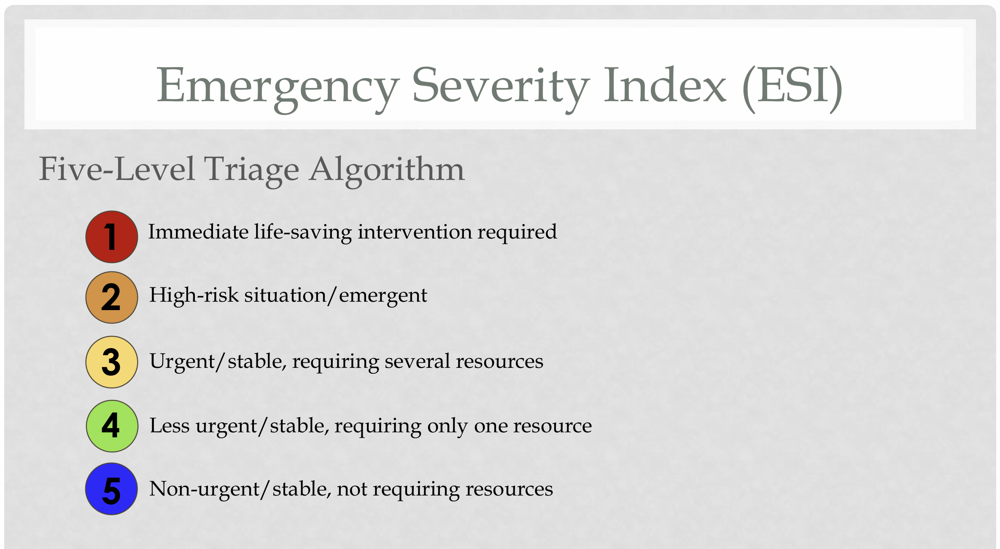 Emergency Severity Index (ESI)
Five-Level Triage Algorithm
1 Immediate life-saving intervention required
2 High-risk situation/emergent
3 Urgent/stable, requiring several resources
4 Less urgent/stable, requiring only one resource
5 Non-urgent/stable, not requiring resources